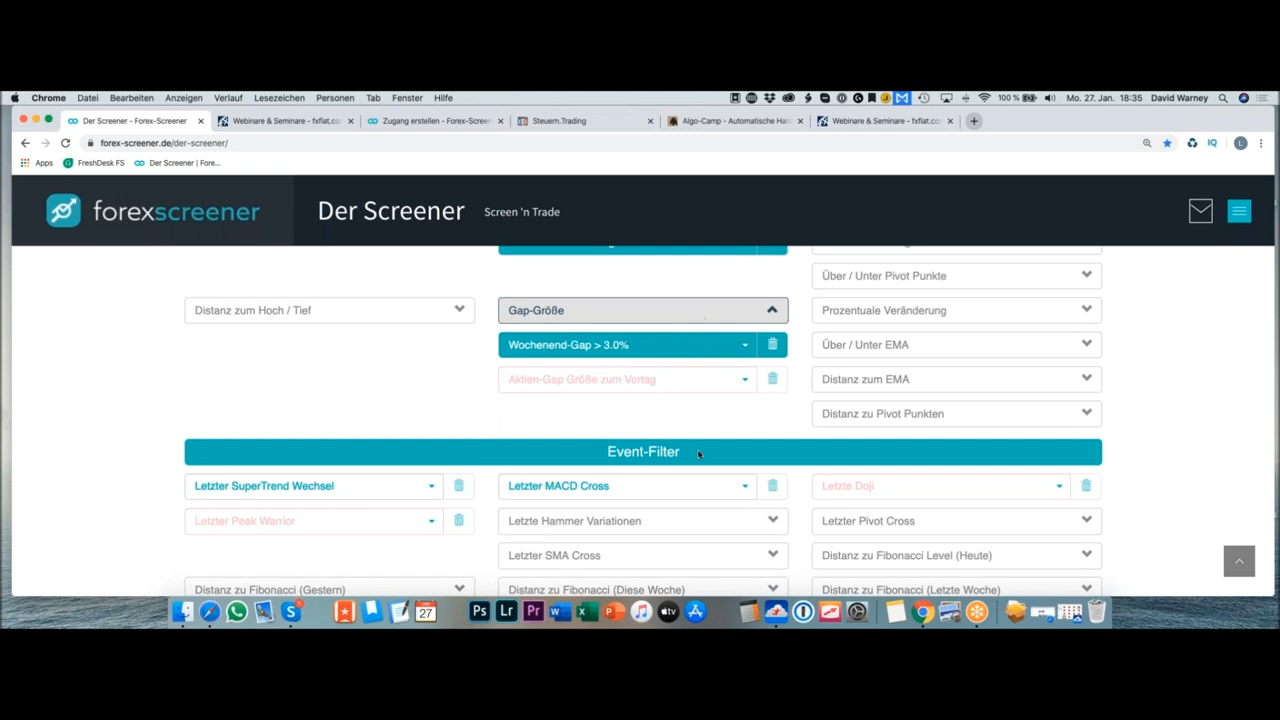 Chrome Datei Bearbeiten Anzeigen Verlauf Lesezeichen Personen Tab Fenster Hilfe 100 % Mo. 27. Jan. 18:35 David Warney
Der Screener - Forex-Screener
Webinare & Seminare - fxflat.co
Zugang erstellen - Forex-Screen
Steuern.Trading
Algo-Camp - Automatische Han
Webinare & Seminare - fxflat.co
forex-screener.de/der-screener/
Apps FreshDesk FS Der Screener | Fore...
forexscreener Der Screener Screen 'n Trade
Über / Unter Pivot Punkte
Distanz zum Hoch / Tief Gap-Größe Prozentuale Veränderung
Wochenend-Gap > 3.0% Über / Unter EMA
Aktien-Gap Größe zum Vortag Distanz zum EMA
Distanz zu Pivot Punkten
Event-Filter
Letzter SuperTrend Wechsel Letzter MACD Cross Letzte Doji
Letzter Peak Warrior Letzte Hammer Variationen Letzter Pivot Cross
Letzter SMA Cross Distanz zu Fibonacci Level (Heute)
Distanz zu Fibonacci (Gestern) Distanz zu Fibonacci (Diese Woche) Distanz zu Fibonacci (Letzte Woche)
27 Ps Lr Pr tv